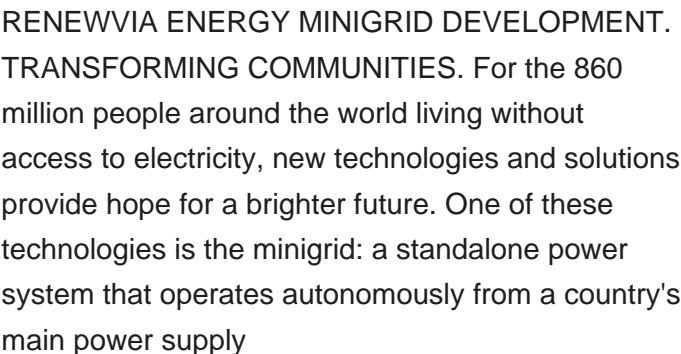 RENEWVIA ENERGY MINIGRID DEVELOPMENT.
TRANSFORMING COMMUNITIES. For the 860
million people around the world living without
access to electricity, new technologies and solutions
provide hope for a brighter future. One of these
technologies is the minigrid: a standalone power
system that operates autonomously from a country's
main power supply